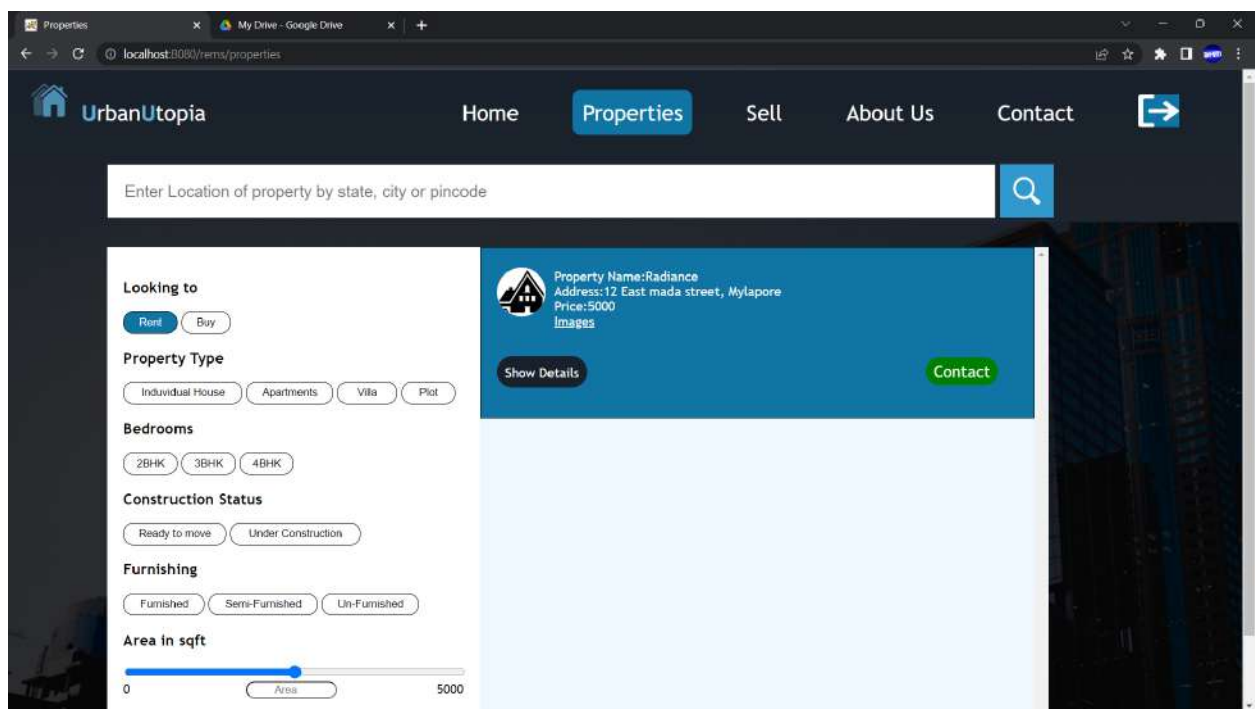 Properties
My Drive - Google Drive
localhost:8080/rems/properties
UrbanUtopia
Home
Properties
Sell
About Us
Contact
Enter Location of property by state, city or pincode
Looking to
Rent
Buy
Property Type
Induvidual House
Apartments
Villa
Plot
Bedrooms
2BHK
3BHK
4BHK
Construction Status
Ready to move
Under Construction
Furnishing
Furnished
Semi-Furnished
Un-Furnished
Area in sqft
0
Area
5000
Property Name:Radiance
Address:12 East mada street, Mylapore
Price:5000
Images
Show Details
Contact